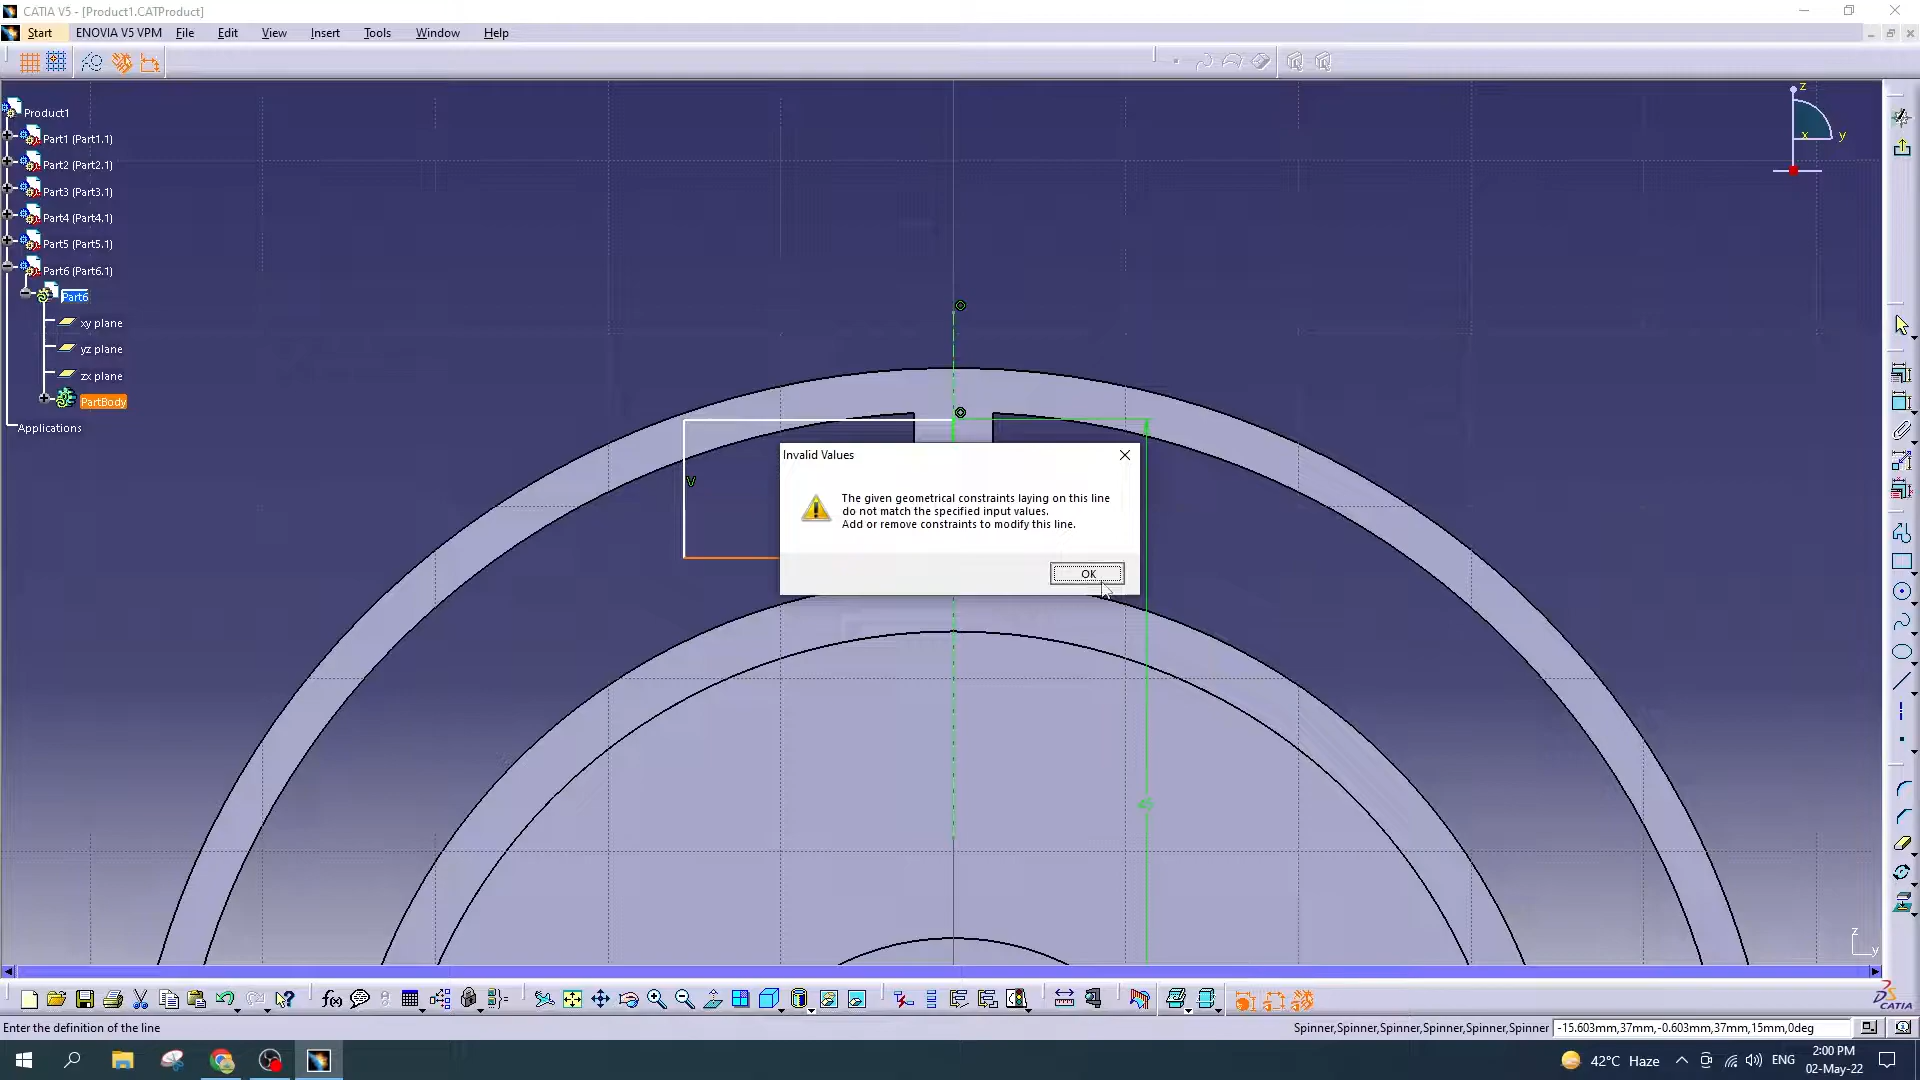 CATIA V5 - [Product1.CATProduct]
Start ENOVIA V5 VPM File Edit View Insert Tools Window Help
Product1
Part1 (Part1.1)
Part2 (Part2.1)
Part3 (Part3.1)
Part4 (Part4.1)
Part5 (Part5.1)
Part6 (Part6.1)
Part6
xy plane
yz plane
zx plane
PartBody
Applications
z
x
y
V
Invalid Values
The given geometrical constraints laying on this line
do not match the specified input values.
Add or remove constraints to modify this line.
OK
z
y
f(x)
CATIA
Enter the definition of the line
Spinner,Spinner,Spinner,Spinner,Spinner,Spinner
-15.603mm,37mm,-0.603mm,37mm,15mm,0deg
42°C Haze
ENG
2:00 PM
02-May-22